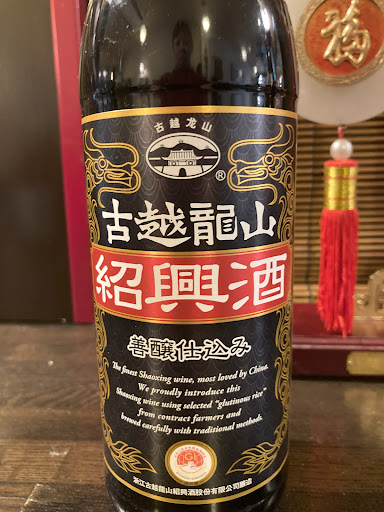 福
古越龙山
®
古越龍山
紹興酒
善醸仕込み
The finest Shaoxing wine, most loved by China.
We proudly introduce this
Shaoxing wine using selected "glutinous rice"
from contract farmers and
brewed carefully with traditional methods.
GI
浙江古越龍山紹興酒股份有限公司醸造